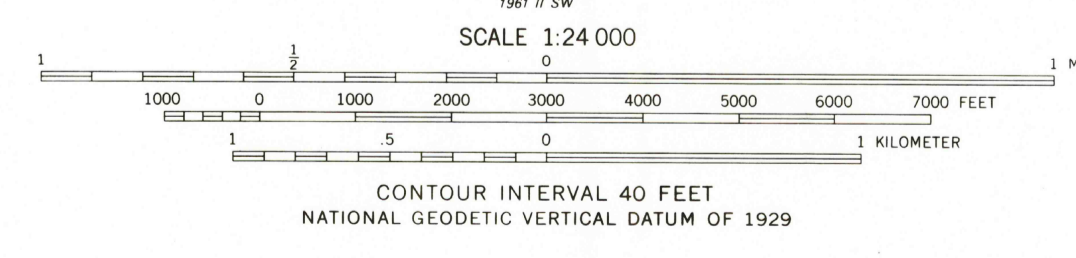 1961 II SW
SCALE 1:24 000
1 1/2 0 1 M
1000 0 1000 2000 3000 4000 5000 6000 7000 FEET
1 .5 0 1 KILOMETER
CONTOUR INTERVAL 40 FEET
NATIONAL GEODETIC VERTICAL DATUM OF 1929